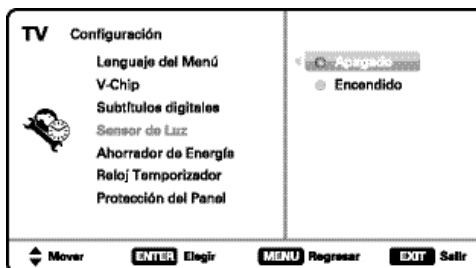 TV Configuración
Lenguaje del Menú
V-Chip
Subtítulos digitales
Sensor de Luz
Ahorrador de Energía
Reloj Temporizador
Protección del Panel
Apagado
Encendido
Mover ENTER Elegir MENU Regresar EXIT Salir